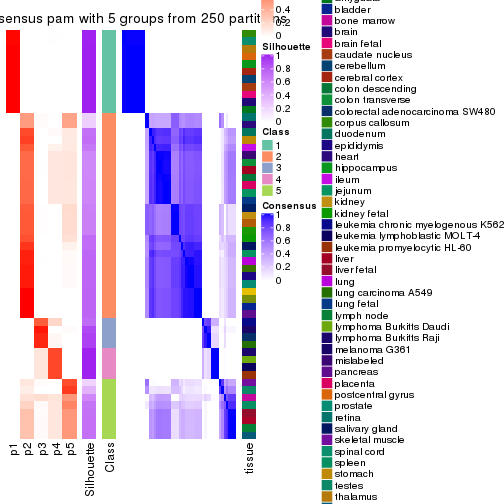 sensus pam with 5 groups from 250 partitions
0.4
0.2
0
Silhouette
1
0.8
0.6
0.4
0.2
0
Class
1
2
3
4
5
Consensus
1
0.8
0.6
0.4
0.2
0
p1
p2
p3
p4
p5
Silhouette
Class
tissue
bladder
bone marrow
brain
brain fetal
caudate nucleus
cerebellum
cerebral cortex
colon descending
colon transverse
colorectal adenocarcinoma SW480
corpus callosum
duodenum
epididymis
heart
hippocampus
ileum
jejunum
kidney
kidney fetal
leukemia chronic myelogenous K562
leukemia lymphoblastic MOLT-4
leukemia promyelocytic HL-60
liver
liver fetal
lung
lung carcinoma A549
lung fetal
lymph node
lymphoma Burkitts Daudi
lymphoma Burkitts Raji
melanoma G361
mislabeled
pancreas
placenta
postcentral gyrus
prostate
retina
salivary gland
skeletal muscle
spinal cord
spleen
stomach
testes
thalamus